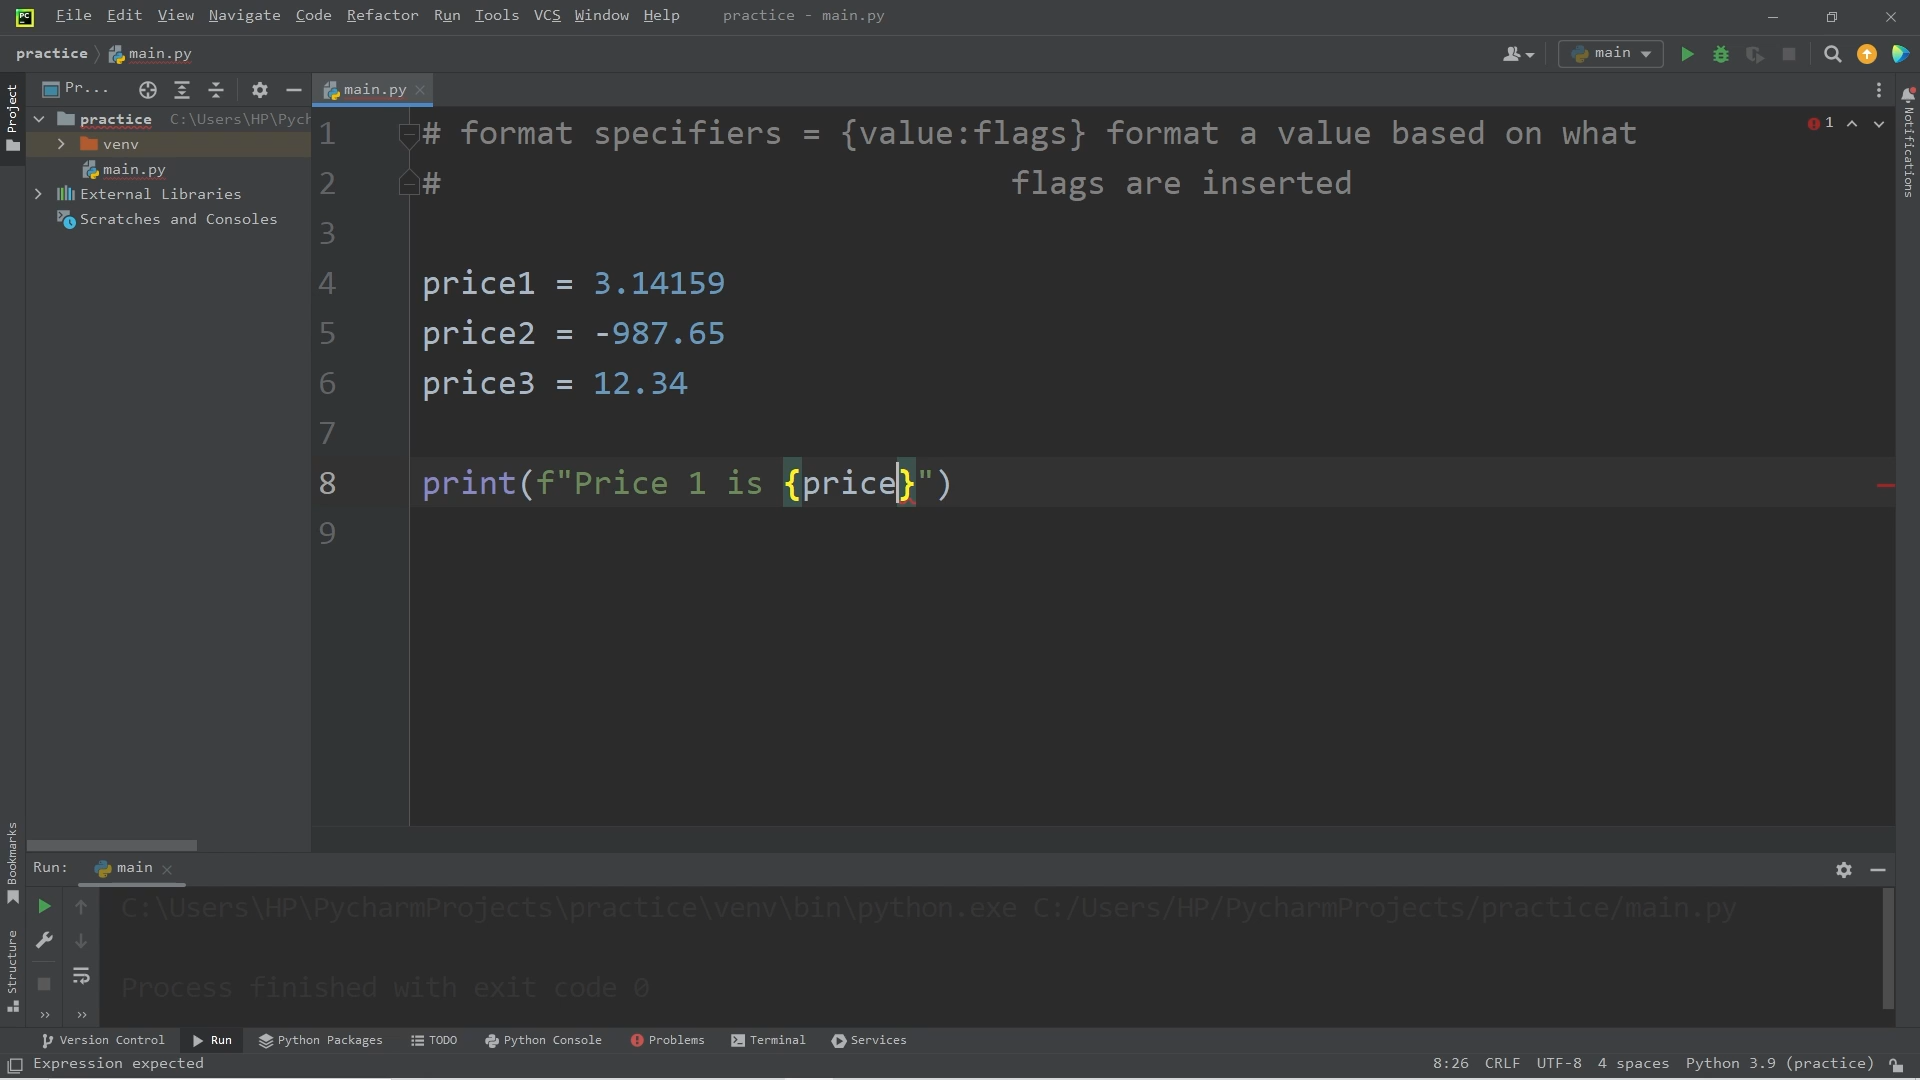 File Edit View Navigate Code Refactor Run Tools VCS Window Help practice - main.py
practice main.py
main
Project
Pr...
main.py
practice C:\Users\HP\Pych
venv
main.py
External Libraries
Scratches and Consoles
1 # format specifiers = {value:flags} format a value based on what
2 # flags are inserted
3
4 price1 = 3.14159
5 price2 = -987.65
6 price3 = 12.34
7
8 print(f"Price 1 is {price}")
9
1
Notifications
Bookmarks
Structure
Run: main
C:\Users\HP\PycharmProjects\practice\venv\bin\python.exe C:/Users/HP/PycharmProjects/practice/main.py
Process finished with exit code 0
Version Control Run Python Packages TODO Python Console Problems Terminal Services
Expression expected 8:26 CRLF UTF-8 4 spaces Python 3.9 (practice)